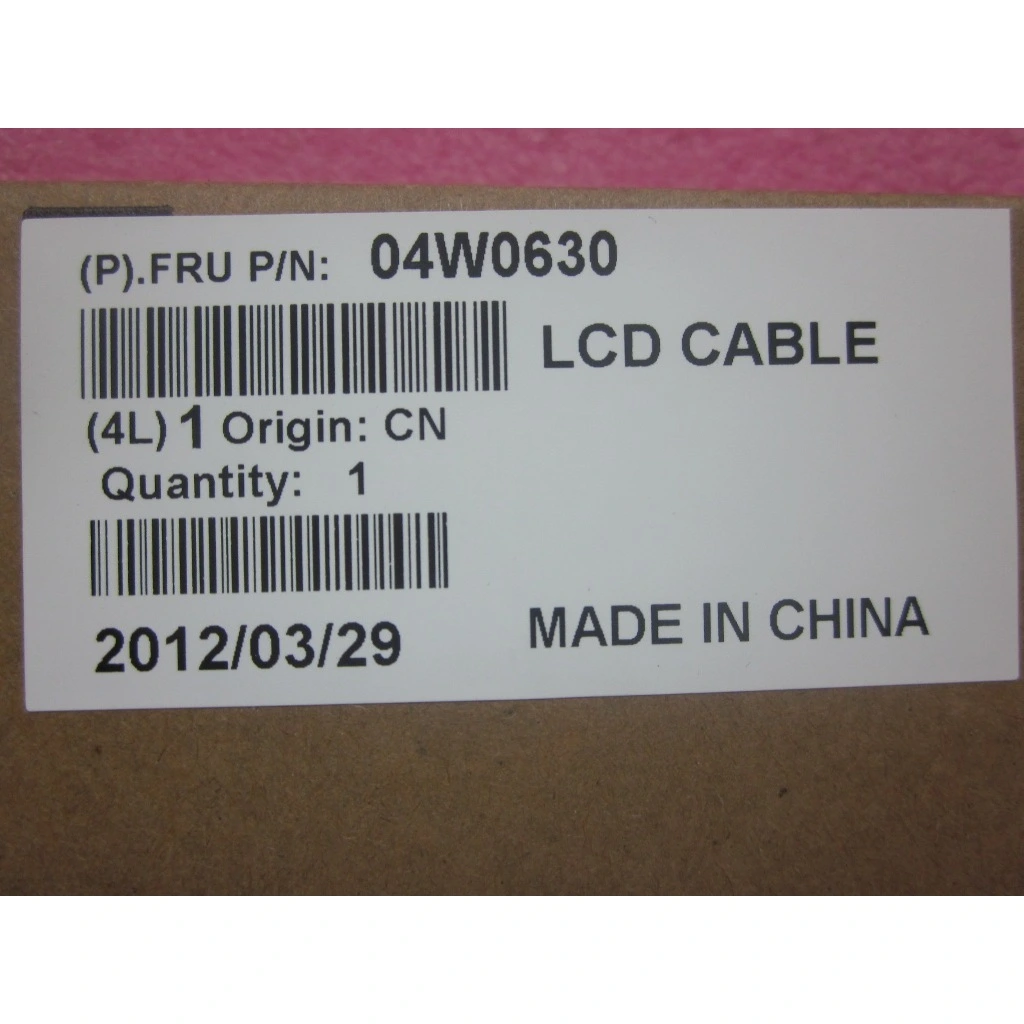 (P).FRU P/N: 04W0630
LCD CABLE
(4L) 1 Origin: CN
Quantity: 1
2012/03/29
MADE IN CHINA